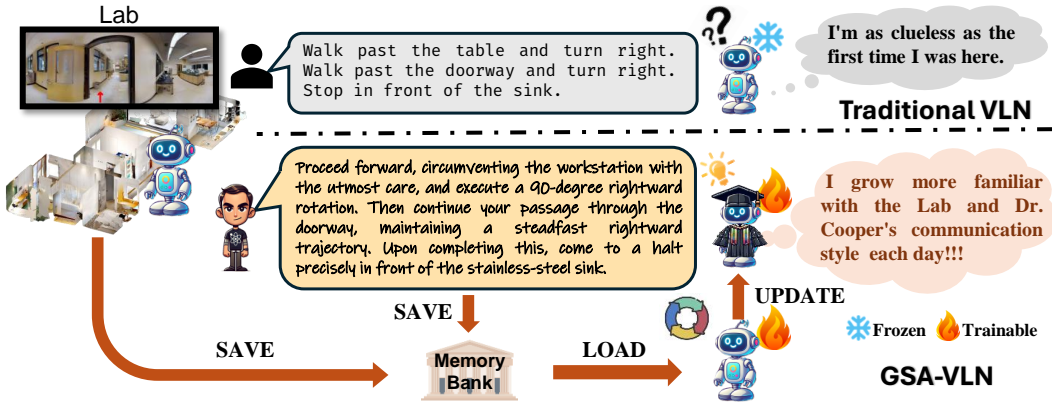 Lab
Walk past the table and turn right.
Walk past the doorway and turn right.
Stop in front of the sink.
???
I'm as clueless as the
first time I was here.
Traditional VLN
Proceed forward, circumventing the workstation with
the utmost care, and execute a 90-degree rightward
rotation. Then continue your passage through the
doorway, maintaining a steadfast rightward
trajectory. Upon completing this, come to a halt
precisely in front of the stainless-steel sink.
I grow more familiar
with the Lab and Dr.
Cooper's communication
style each day!!!
SAVE
UPDATE
Frozen
Trainable
SAVE
Memory
Bank
LOAD
GSA-VLN